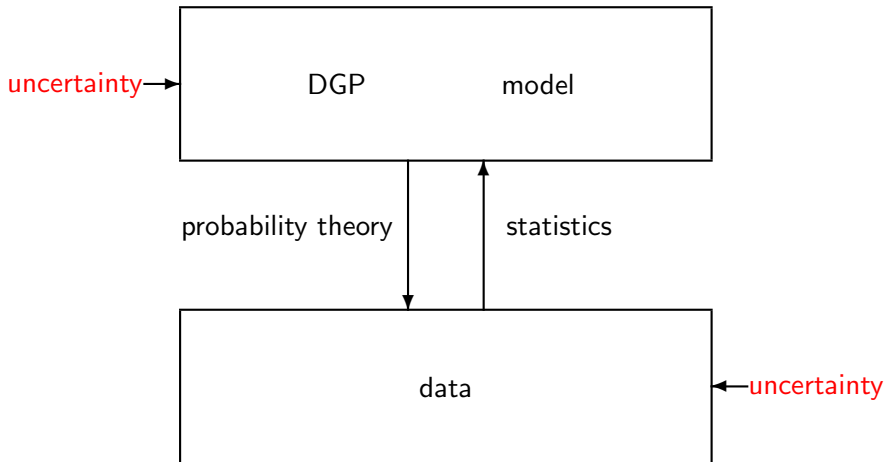 uncertainty
DGP
model
probability theory
statistics
data
uncertainty